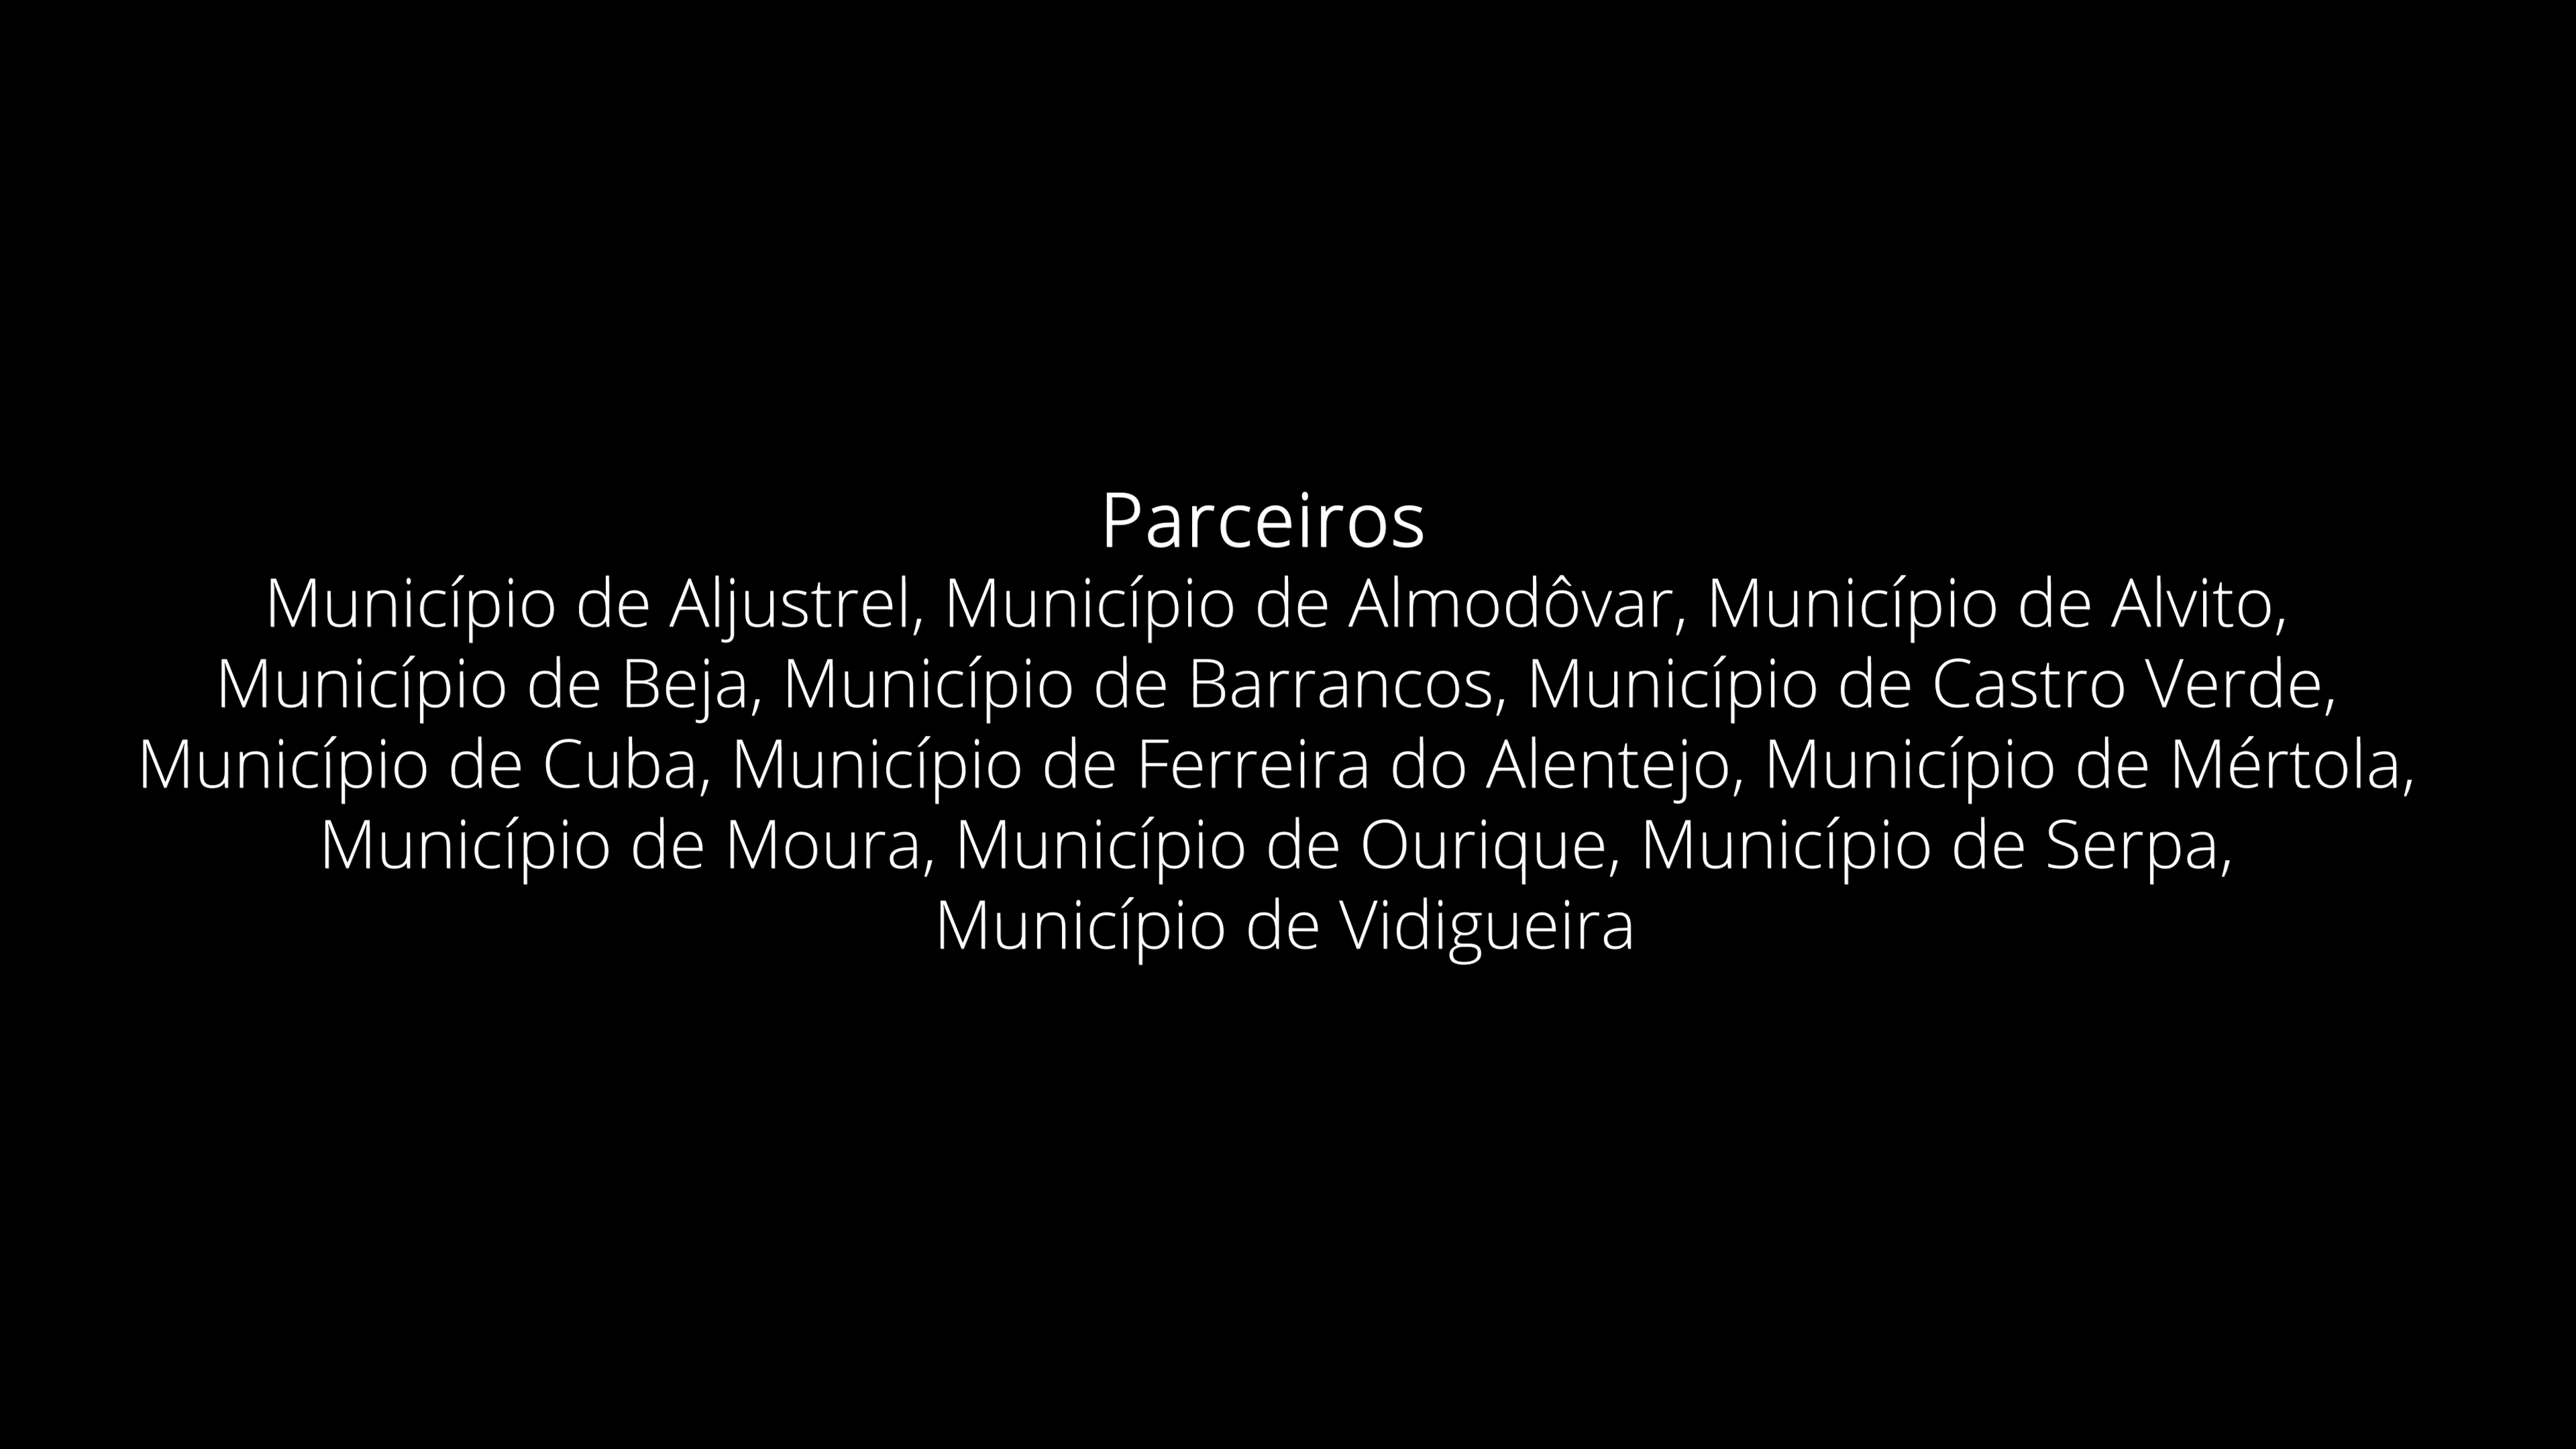 Parceiros
Município de Aljustrel, Município de Almodôvar, Município de Alvito,
Município de Beja, Município de Barrancos, Município de Castro Verde,
Município de Cuba, Município de Ferreira do Alentejo, Município de Mértola,
Município de Moura, Município de Ourique, Município de Serpa,
Município de Vidigueira